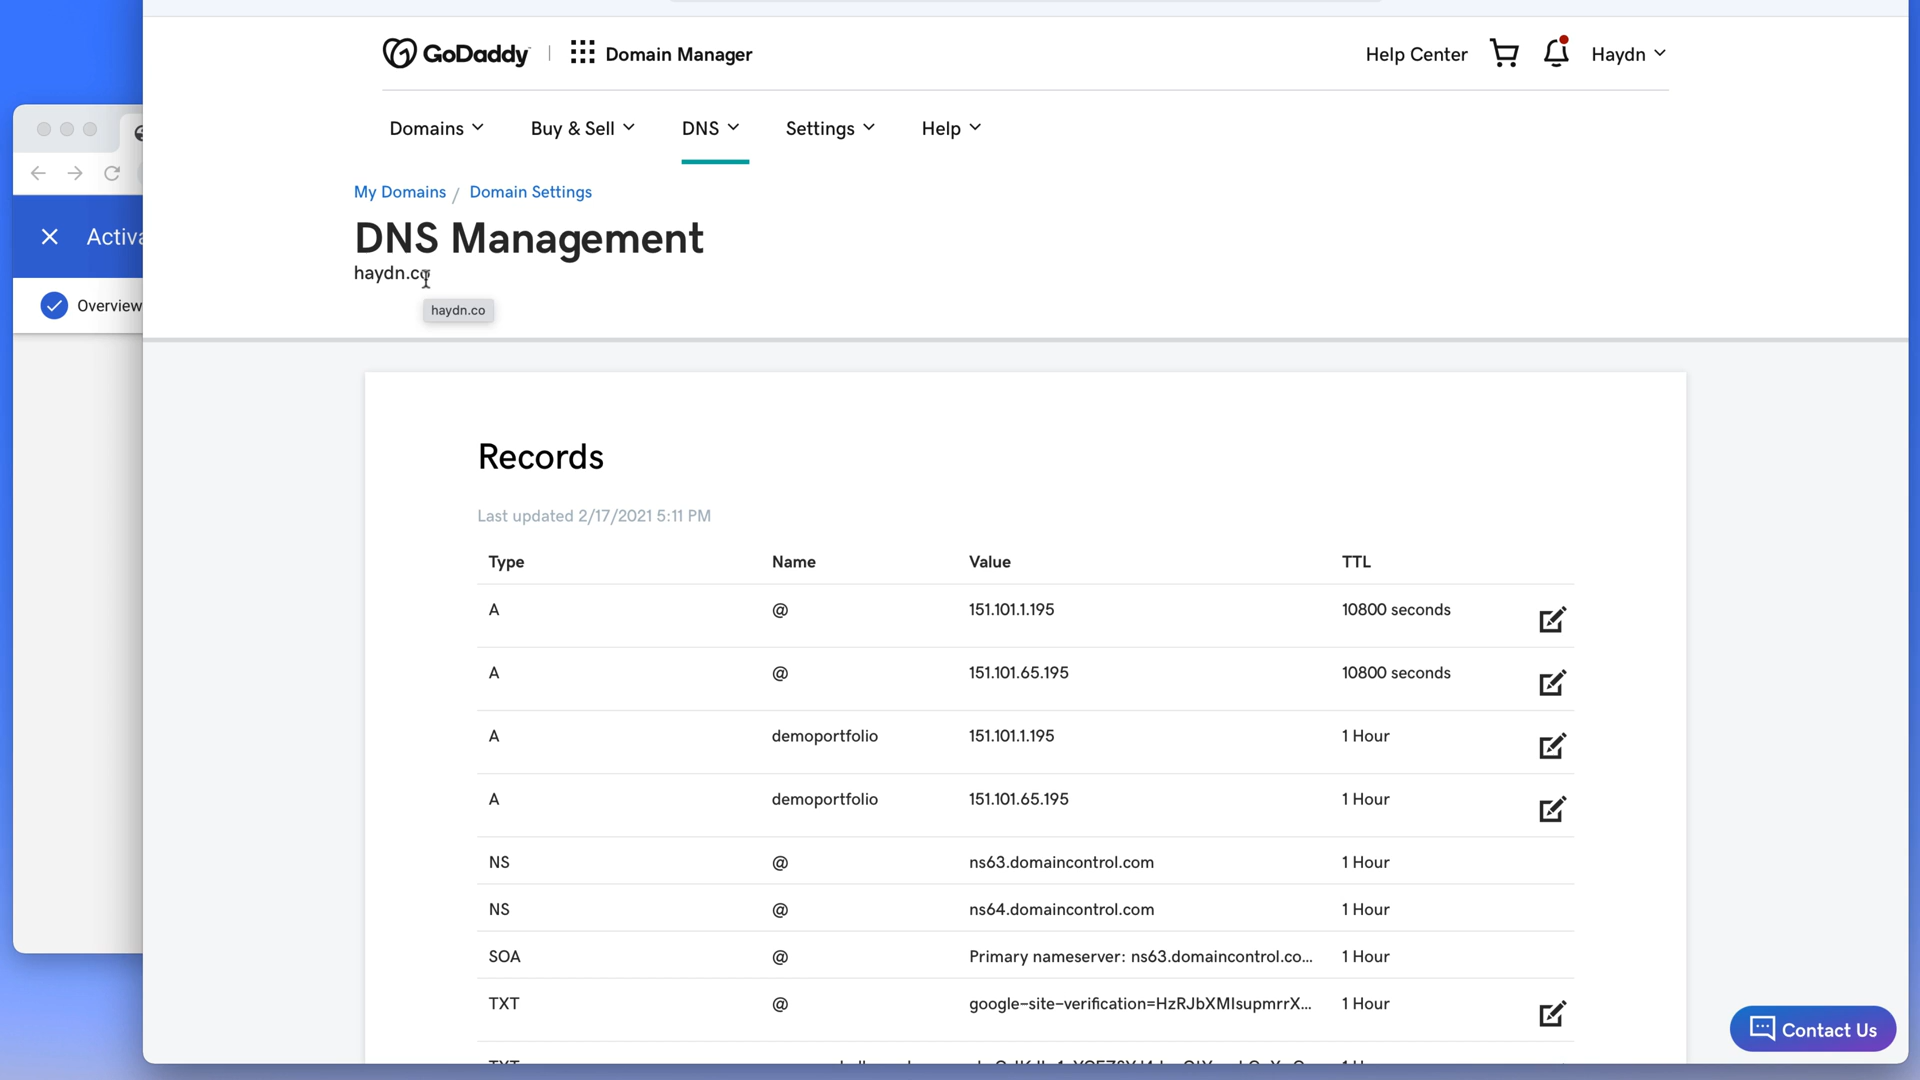 GoDaddy
Domain Manager
Help Center
Haydn
Domains
Buy & Sell
DNS
Settings
Help
My Domains / Domain Settings
DNS Management
haydn.co
haydn.co
Overview
Records
Last updated 2/17/2021 5:11 PM
Type Name Value TTL
A @ 151.101.1.195 10800 seconds
A @ 151.101.65.195 10800 seconds
A demoportfolio 151.101.1.195 1 Hour
A demoportfolio 151.101.65.195 1 Hour
NS @ ns63.domaincontrol.com 1 Hour
NS @ ns64.domaincontrol.com 1 Hour
SOA @ Primary nameserver: ns63.domaincontrol.co... 1 Hour
TXT @ google-site-verification=HzRJbXMIsupmrrX... 1 Hour
Contact Us